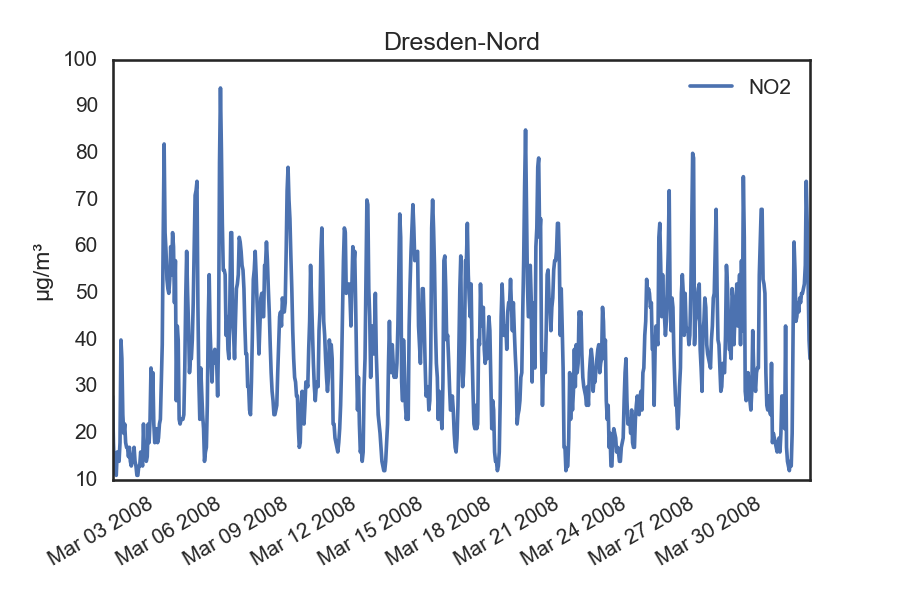 Dresden-Nord
100
90
80
70
60
50
40
30
20
10
µg/m³
NO2
Mar 03 2008
Mar 06 2008
Mar 09 2008
Mar 12 2008
Mar 15 2008
Mar 18 2008
Mar 21 2008
Mar 24 2008
Mar 27 2008
Mar 30 2008